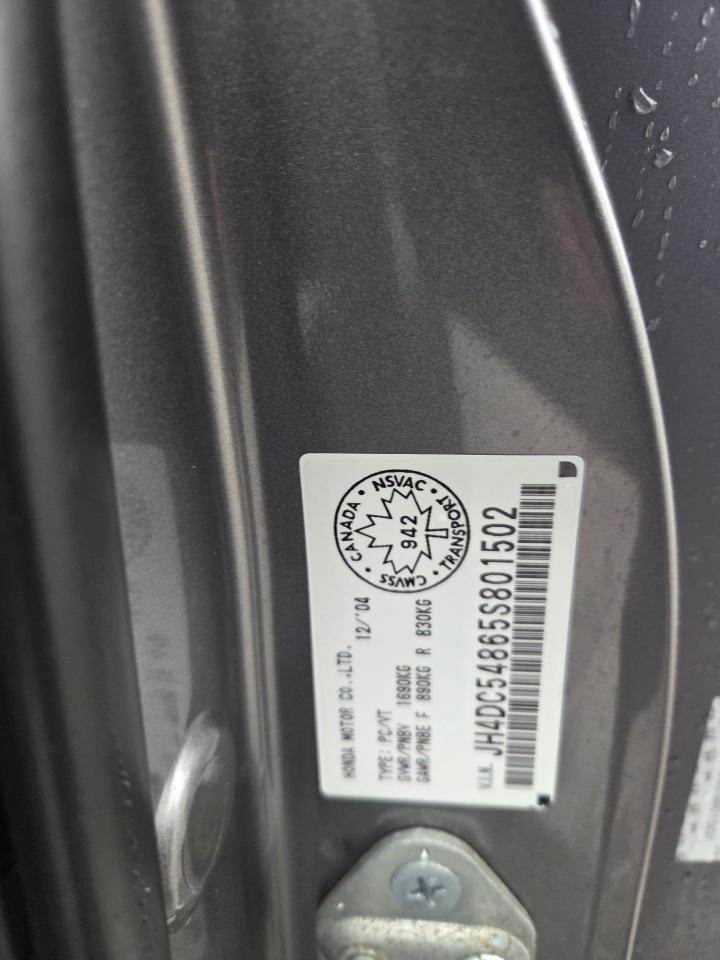 HONDA MOTOR CO.,LTD. 12/'04
TYPE: PC/VT
GVWR/PNBV 1690KG
GAWR/PNBE F 890KG R 830KG
V.I.N. JH4DC54865S801502
CANADA • NSVAC • TRANSPORT • CMVSS •
942